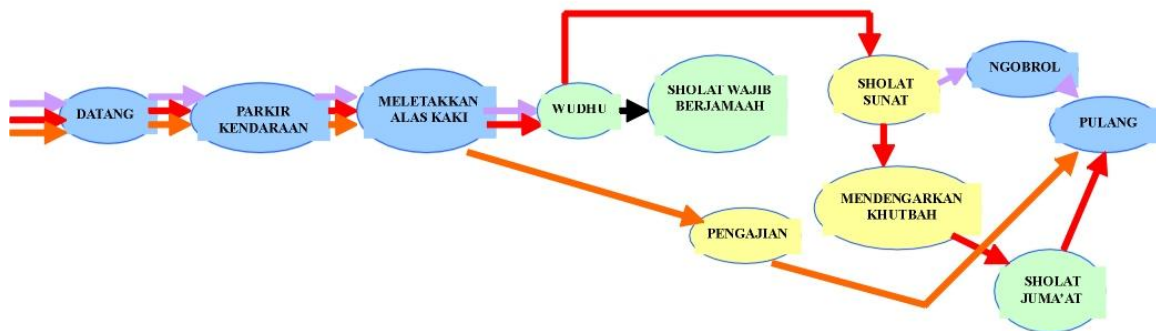 DATANG
PARKIR
KENDARAAN
MELETAKKAN
ALAS KAKI
WUDHU
SHOLAT WAJIB
BERJAMAAH
SHOLAT
SUNAT
NGOBROL
PULANG
MENDENGARKAN
KHUTBAH
PENGAJIAN
SHOLAT
JUMA'AT